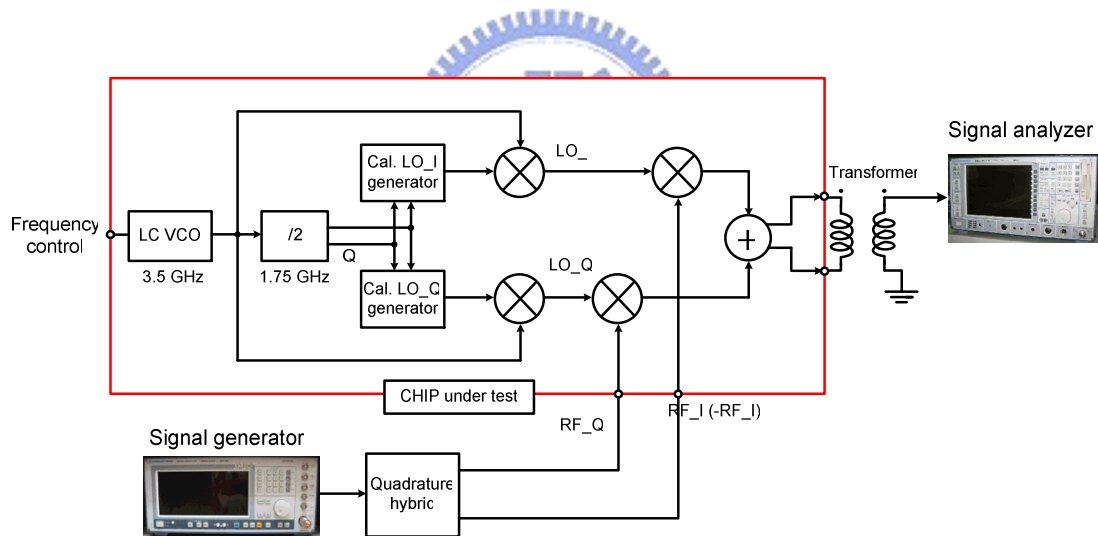 Signal analyzer
Cal. LO_I
generator
LO_
Transformer
Frequency
control
LC VCO
/2
Q
3.5 GHz
1.75 GHz
LO_Q
Cal. LO_Q
generator
CHIP under test
RF_I (-RF_I)
RF_Q
Signal generator
Quadrature
hybric